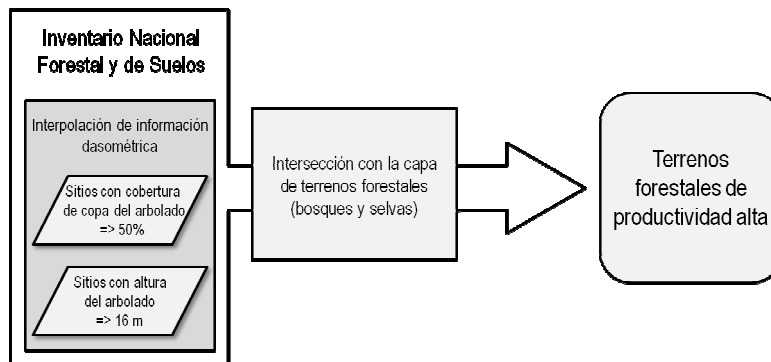 Inventario Nacional
Forestal y de Suelos
Interpolación de información
dasométrica
Sitios con cobertura
de copa del arbolado
=> 50%
Sitios con altura
del arbolado
=> 16 m
Intersección con la capa
de terrenos forestales
(bosques y selvas)
Terrenos
forestales de
productividad alta